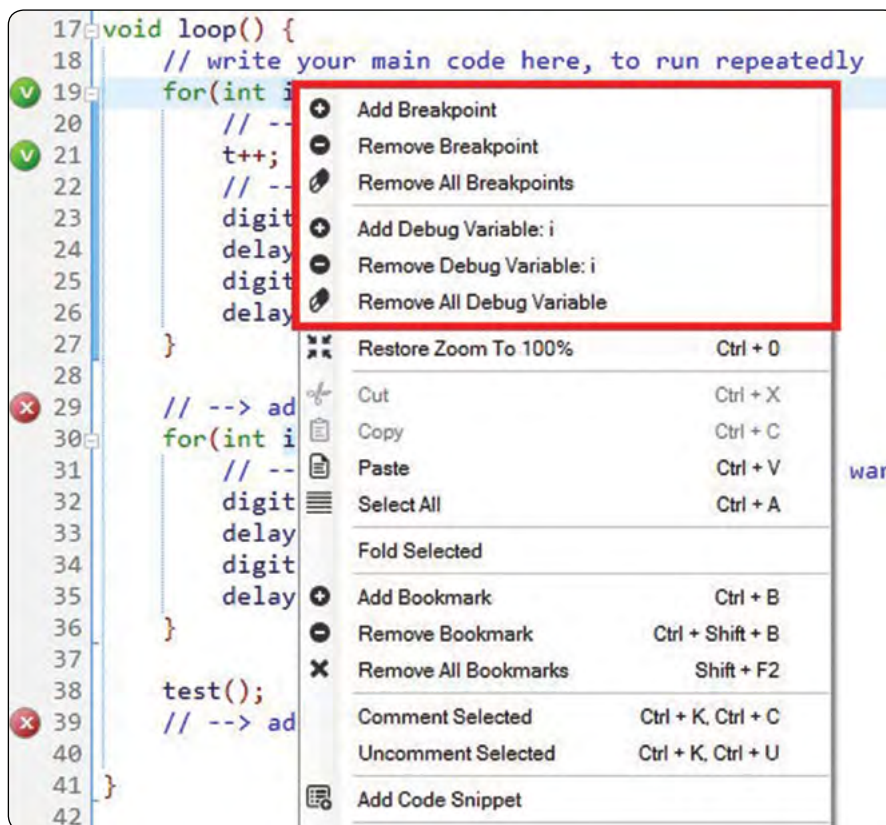 17 void loop() {
18 // write your main code here, to run repeatedly
V 19 for(int i
20 // --
V 21 t++;
22 // --
23 digit
24 delay
25 digit
26 delay
27 }
28
X 29 // --> ad
30 for(int i
31 // -- war
32 digit
33 delay
34 digit
35 delay
36 }
37
38 test();
X 39 // --> ad
40
41 }
42
Add Breakpoint
Remove Breakpoint
Remove All Breakpoints
Add Debug Variable: i
Remove Debug Variable: i
Remove All Debug Variable
Restore Zoom To 100% Ctrl + 0
Cut Ctrl + X
Copy Ctrl + C
Paste Ctrl + V
Select All Ctrl + A
Fold Selected
Add Bookmark Ctrl + B
Remove Bookmark Ctrl + Shift + B
Remove All Bookmarks Shift + F2
Comment Selected Ctrl + K, Ctrl + C
Uncomment Selected Ctrl + K, Ctrl + U
Add Code Snippet